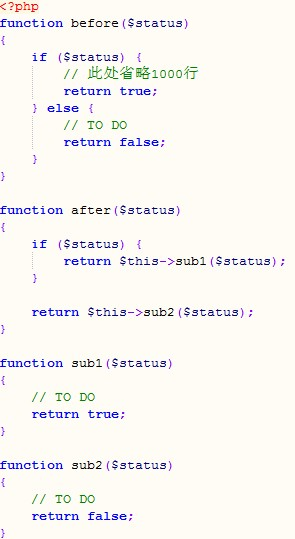 <?php
function before($status)
{
    if ($status) {
        // 此处省略1000行
        return true;
    } else {
        // TO DO
        return false;
    }
}

function after($status)
{
    if ($status) {
        return $this->sub1($status);
    }

    return $this->sub2($status);
}

function sub1($status)
{
    // TO DO
    return true;
}

function sub2($status)
{
    // TO DO
    return false;
}